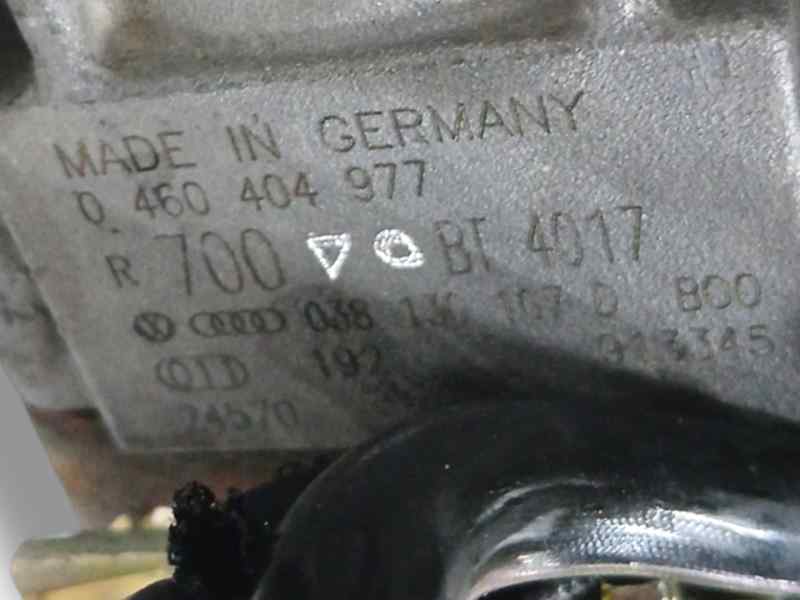 MADE IN GERMANY
0 460 404 977
R 700 BT 4017
038 130 107 D B00
192 913345
24570